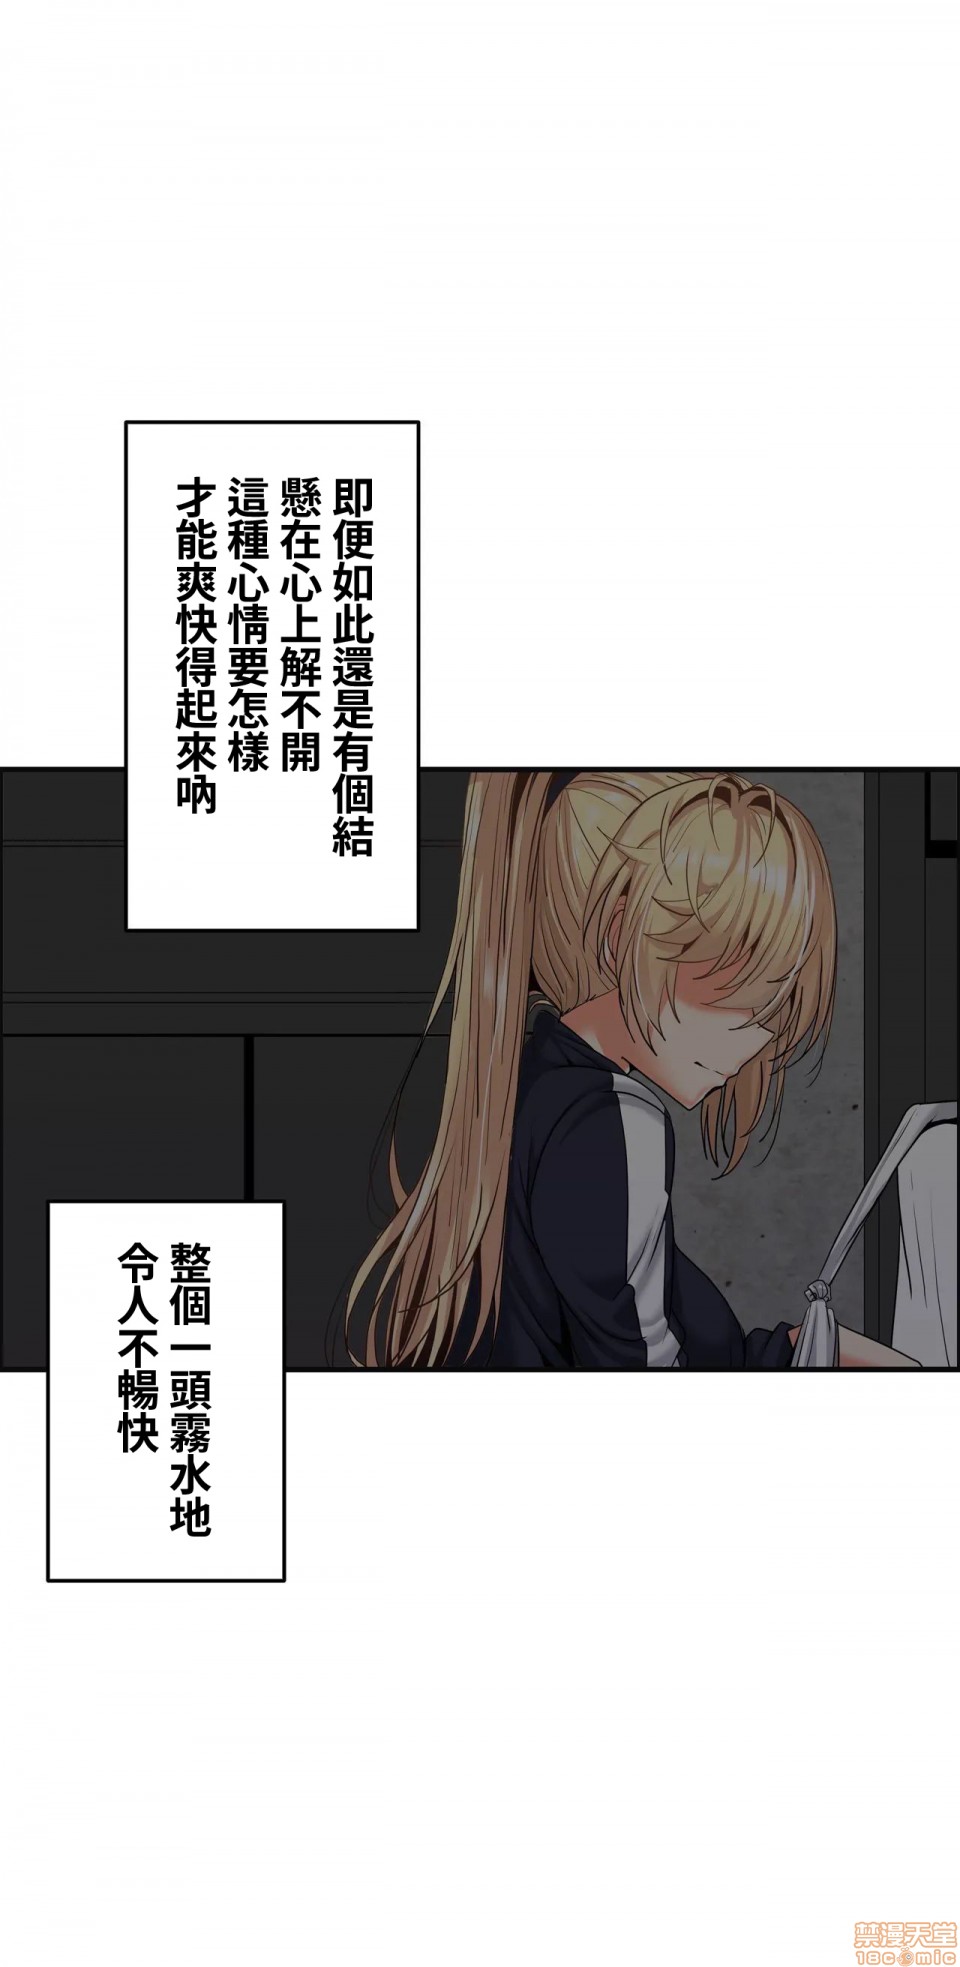 即便如此還是有個結
懸在心上解不開
這種心情要怎樣
才能爽快得起來吶
整個一頭霧水地
令人不暢快
禁漫天堂
18comic